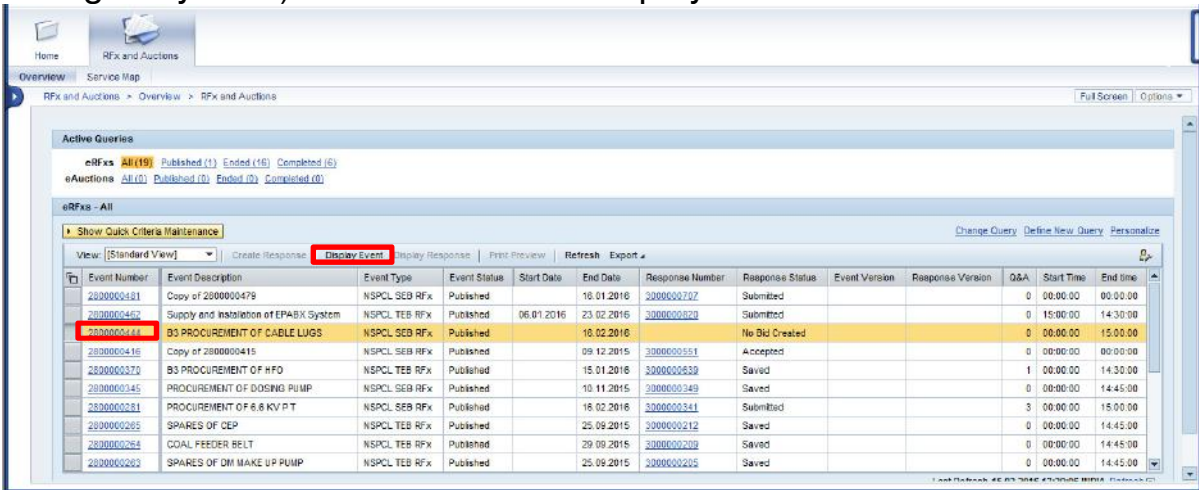 Home RFx and Auctions
Overview Service Map
RFx and Auctions > Overview > RFx and Auctions Full Screen Options
Active Queries
eRFxs All (19) Published (1) Ended (16) Completed (6)
eAuctions All (0) Published (0) Ended (0) Completed (0)
eRFxs - All
Show Quick Criteria Maintenance Change Query Define New Query Personalize
View: [Standard View] Create Response Display Event Display Response Print Preview Refresh Export
Event Number Event Description Event Type Event Status Start Date End Date Response Number Response Status Event Version Response Version Q&A Start Time End time
2800000481 Copy of 2800000479 NSPCL SEB RFx Published 16.01.2016 3000000707 Submitted 0 00:00:00 00:00:00
2800000462 Supply and Installation of EPABX System NSPCL TEB RFx Published 06.01.2016 23.02.2016 3000000820 Submitted 0 15:00:00 14:30:00
2800000444 B3 PROCUREMENT OF CABLE LUGS NSPCL SEB RFx Published 16.02.2016 No Bid Created 0 00:00:00 15:00:00
2800000416 Copy of 2800000415 NSPCL SEB RFx Published 09.12.2015 3000000551 Accepted 0 00:00:00 00:00:00
2800000370 B3 PROCUREMENT OF HFO NSPCL TEB RFx Published 15.01.2016 3000000639 Saved 1 00:00:00 14:30:00
2800000345 PROCUREMENT OF DOSING PUMP NSPCL SEB RFx Published 10.11.2015 3000000349 Saved 0 00:00:00 14:45:00
2800000281 PROCUREMENT OF 6.6 KV P T NSPCL SEB RFx Published 16.02.2016 3000000341 Submitted 3 00:00:00 15:00:00
2800000265 SPARES OF CEP NSPCL TEB RFx Published 25.09.2015 3000000212 Saved 0 00:00:00 14:45:00
2800000264 COAL FEEDER BELT NSPCL TEB RFx Published 29.09.2015 3000000209 Saved 0 00:00:00 14:45:00
2800000263 SPARES OF DM MAKE UP PUMP NSPCL TEB RFx Published 25.09.2015 3000000205 Saved 0 00:00:00 14:45:00